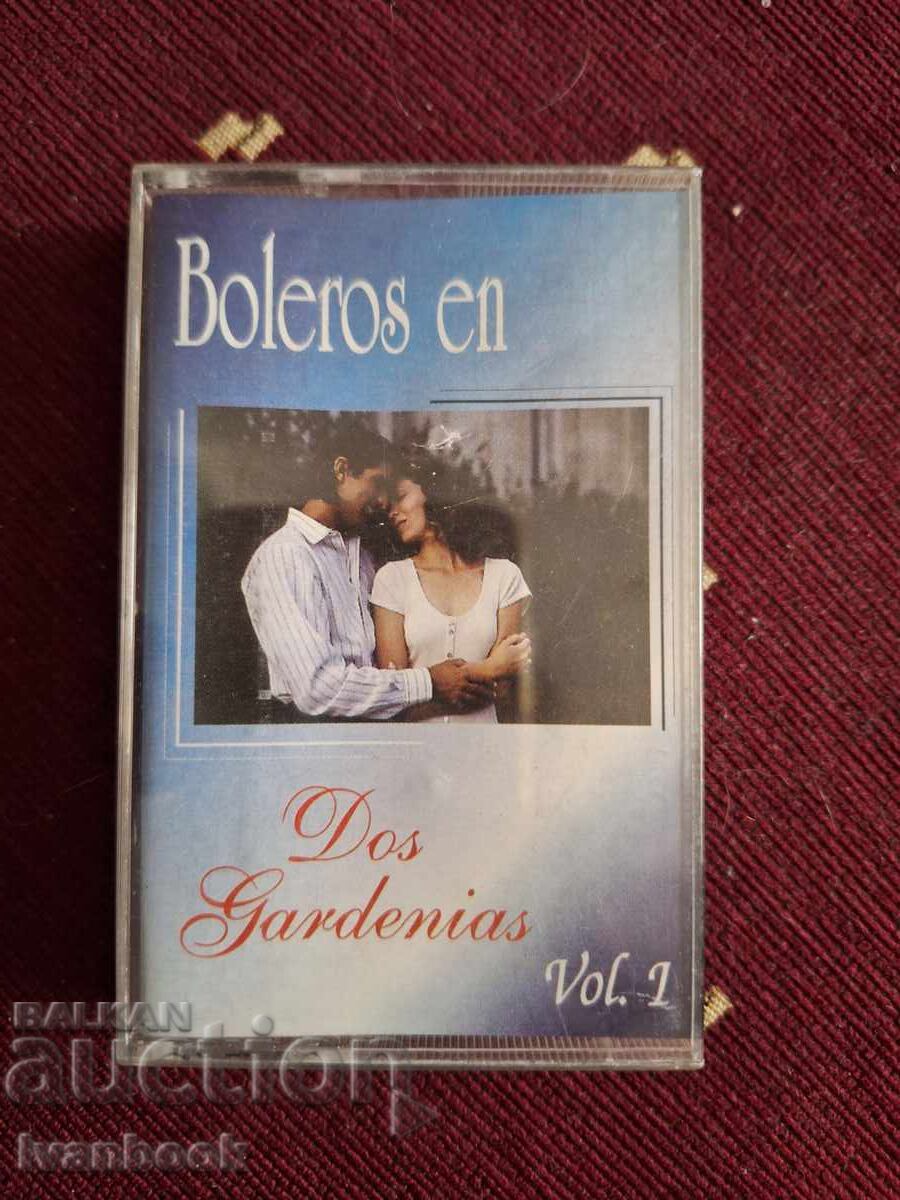 Boleros en
Dos
Gardenias
Vol. 1
BALKAN
auction
Ivanbook